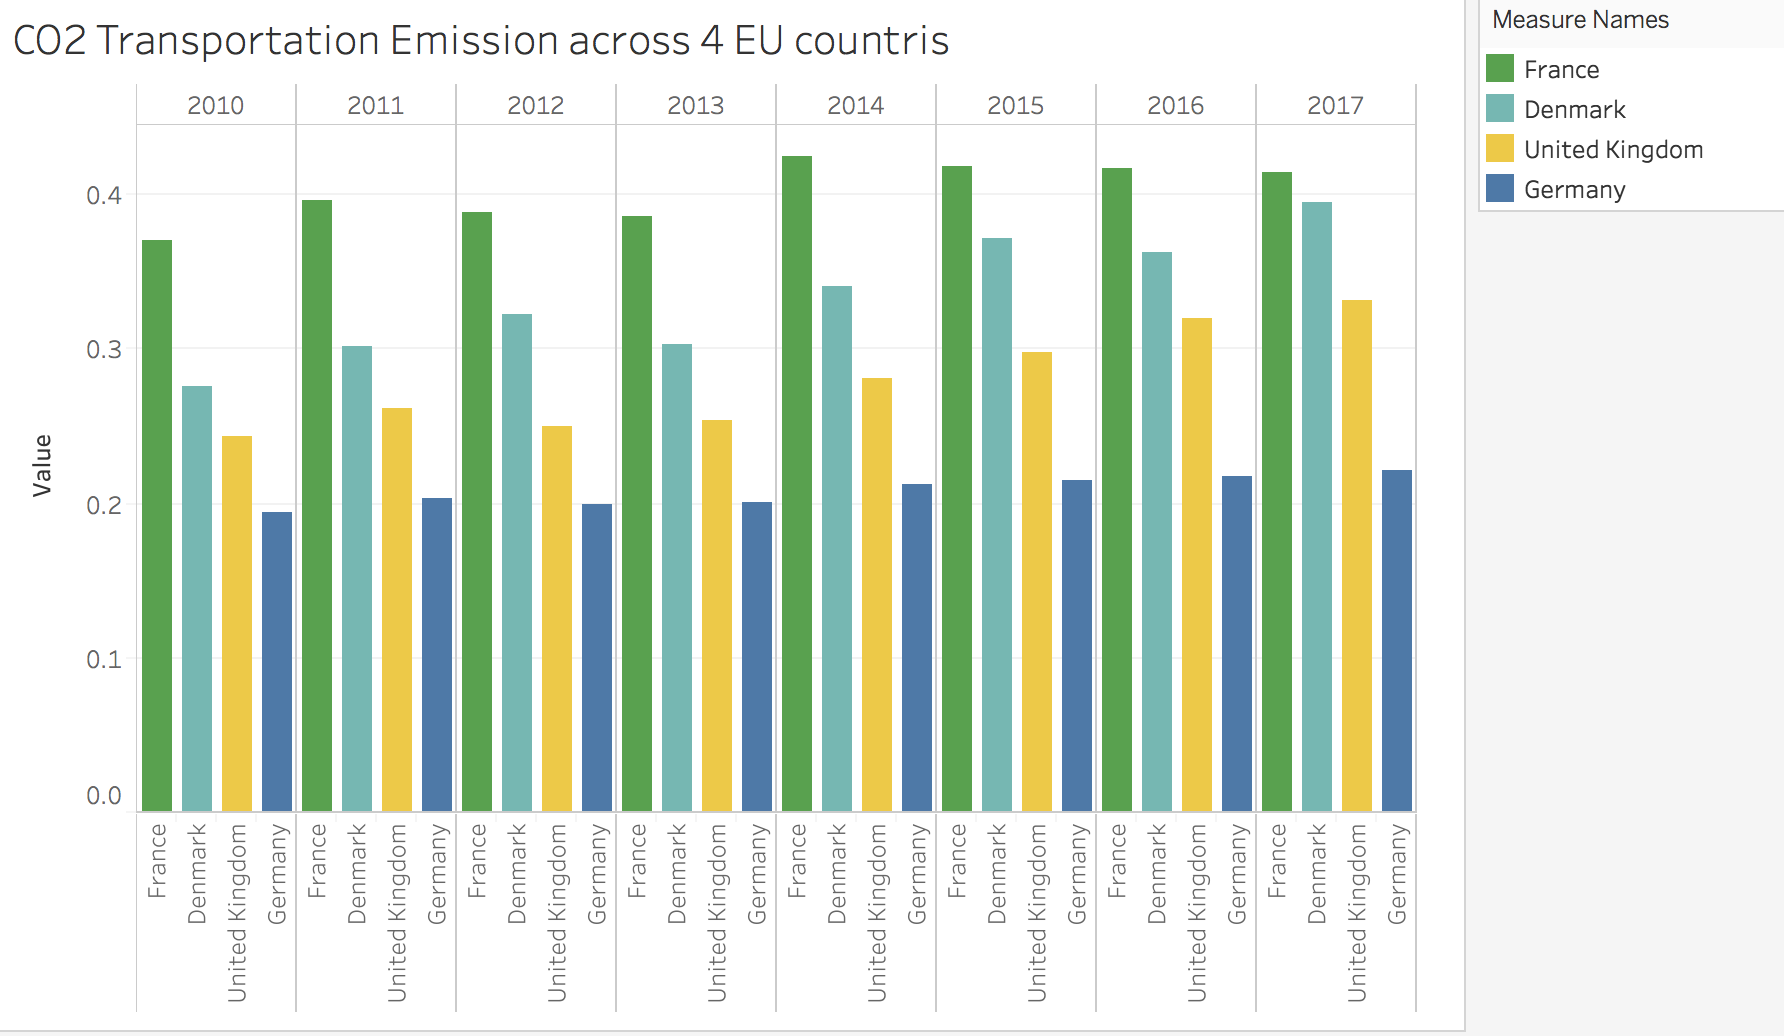 CO2 Transportation Emission across 4 EU countris
Measure Names
France
Denmark
United Kingdom
Germany
2010 2011 2012 2013 2014 2015 2016 2017
Value
0.4
0.3
0.2
0.1
0.0
France Denmark United Kingdom Germany France Denmark United Kingdom Germany France Denmark United Kingdom Germany France Denmark United Kingdom Germany France Denmark United Kingdom Germany France Denmark United Kingdom Germany France Denmark United Kingdom Germany France Denmark United Kingdom Germany